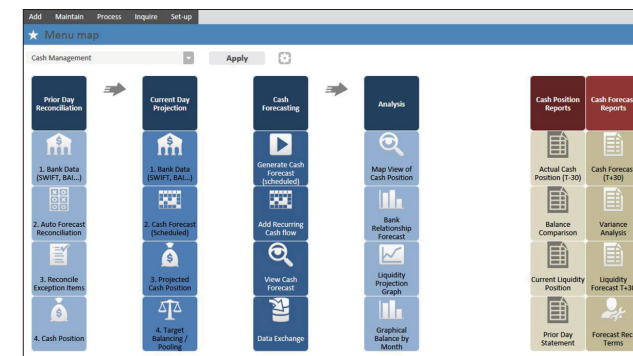 Add Maintain Process Inquire Set-up
Menu map
Cash Management
Apply
Prior Day
Reconciliation
1. Bank Data
(SWIFT, BAI...)
2. Auto Forecast
Reconciliation
3. Reconcile
Exception Items
4. Cash Position
Current Day
Projection
1. Bank Data
(SWIFT, BAI...)
2. Cash Forecast
(Scheduled)
3. Projected
Cash Position
4. Target
Balancing /
Pooling
Cash
Forecasting
Generate Cash
Forecast
(scheduled)
Add Recurring
Cash flow
View Cash
Forecast
Data Exchange
Analysis
Map View of
Cash Position
Bank
Relationship
Forecast
Liquidity
Projection
Graph
Graphical
Balance by
Month
Cash Position
Reports
Actual Cash
Position (T-30)
Balance
Comparison
Current Liquidity
Position
Prior Day
Statement
Cash Forecas
Reports
Cash Forecas
(T+30)
Variance
Analysis
Liquidity
Forecast T+30
Forecast Rec
Terms